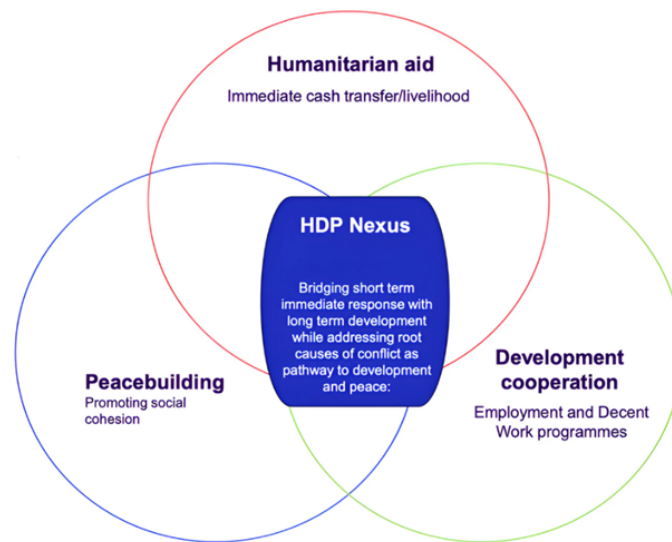 Humanitarian aid
Immediate cash transfer/livelihood
HDP Nexus
Bridging short term
immediate response with
long term development
while addressing root
causes of conflict as
pathway to development
and peace:
Peacebuilding
Promoting social
cohesion
Development
cooperation
Employment and Decent
Work programmes